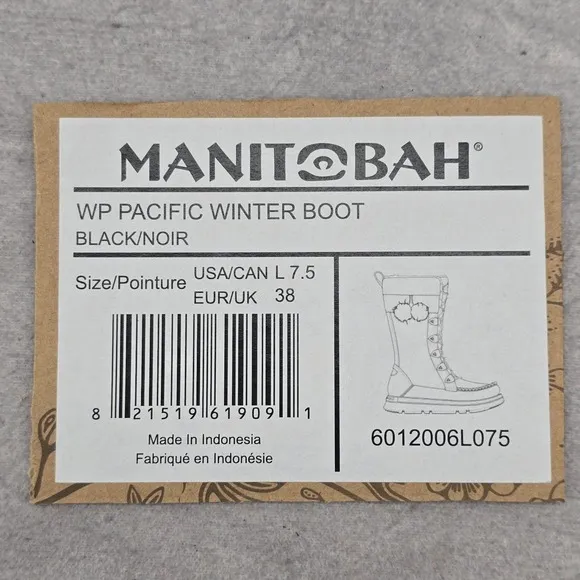 MANITOBAH®
WP PACIFIC WINTER BOOT
BLACK/NOIR
Size/Pointure USA/CAN L 7.5
EUR/UK 38
8 21519 61909 1
Made In Indonesia
Fabriqué en Indonésie
6012006L075